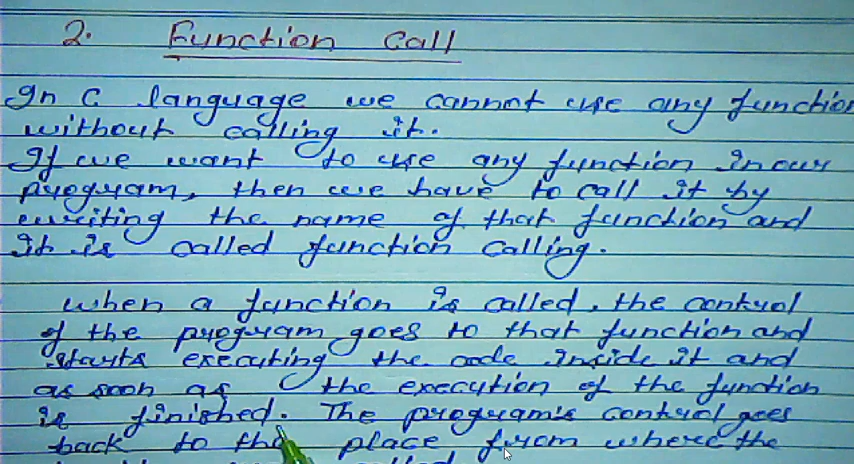 2. Function Call
In C language we cannot use any function
without calling it.
If we want to use any function In our
program, then we have to call it by
writing the name of that function and
It is called function calling.
when a function is called, the control
of the program goes to that function and
starts executing the code Inside It and
as soon as the execution of the function
is finished. The program's control goes
back to the place from where the
called